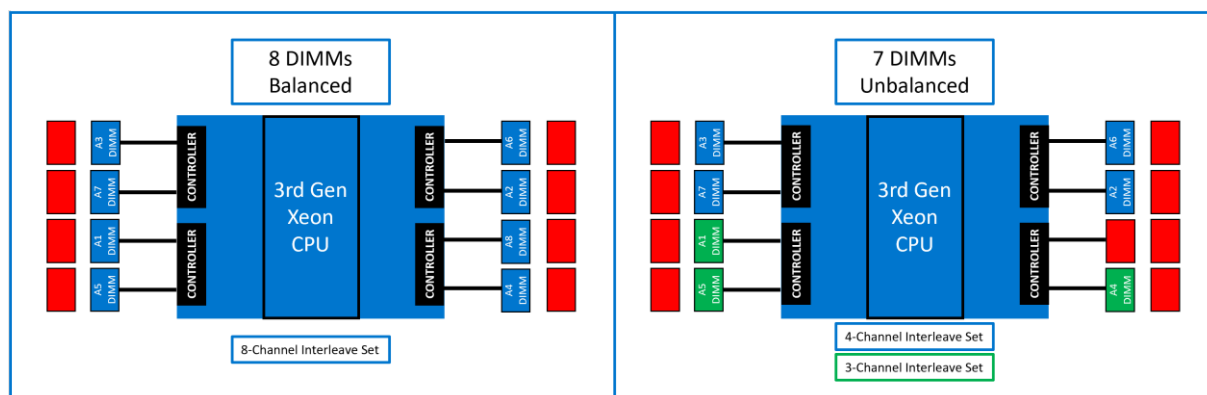 8 DIMMs
Balanced
A3
DIMM
A7
DIMM
A1
DIMM
A5
DIMM
CONTROLLER
CONTROLLER
3rd Gen
Xeon
CPU
CONTROLLER
CONTROLLER
A6
DIMM
A2
DIMM
A8
DIMM
A4
DIMM
8-Channel Interleave Set
7 DIMMs
Unbalanced
A3
DIMM
A7
DIMM
A1
DIMM
A5
DIMM
CONTROLLER
CONTROLLER
3rd Gen
Xeon
CPU
CONTROLLER
CONTROLLER
A6
DIMM
A2
DIMM
A4
DIMM
4-Channel Interleave Set
3-Channel Interleave Set